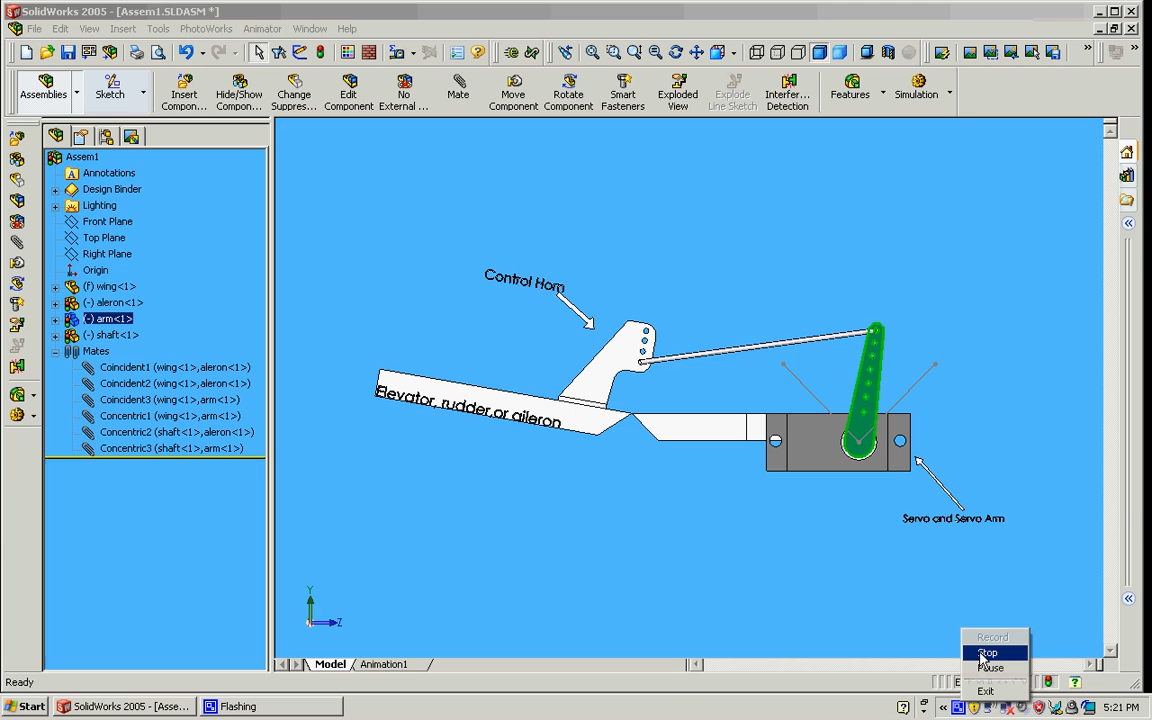 SolidWorks 2005 - [Assem1.SLDASM *]
File Edit View Insert Tools PhotoWorks Animator Window Help
Assemblies
Sketch
Insert Compon...
Hide/Show Compon...
Change Suppres...
Edit Component
No External ...
Mate
Move Component
Rotate Component
Smart Fasteners
Exploded View
Explode Line Sketch
Interfer... Detection
Features
Simulation
Assem1
Annotations
Design Binder
Lighting
Front Plane
Top Plane
Right Plane
Origin
(f) wing<1>
(-) aleron<1>
(-) arm<1>
(-) shaft<1>
Mates
Coincident1 (wing<1>,aleron<1>)
Coincident2 (wing<1>,aleron<1>)
Coincident3 (wing<1>,arm<1>)
Concentric1 (wing<1>,arm<1>)
Concentric2 (shaft<1>,aleron<1>)
Concentric3 (shaft<1>,arm<1>)
Control Horn
Elevator, rudder,or aileron
Servo and Servo Arm
Y
Z
Record
Stop
Pause
Exit
Model Animation1
Ready
Start
SolidWorks 2005 - [Asse...
Flashing
5:21 PM